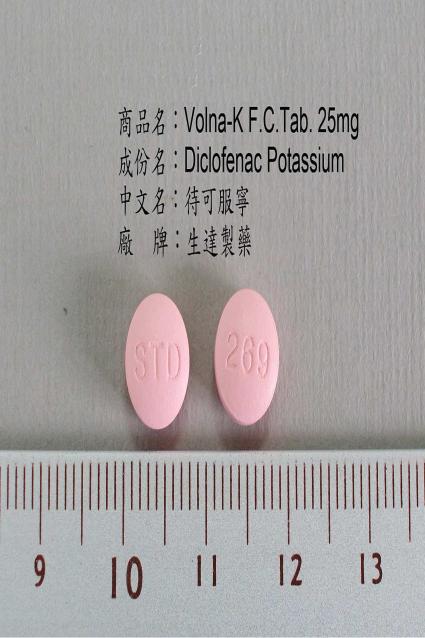 商品名：Volna-K F.C.Tab. 25mg
成份名：Diclofenac Potassium
中文名：待可服寧
廠　牌：生達製藥
STD 269
9 10 11 12 13